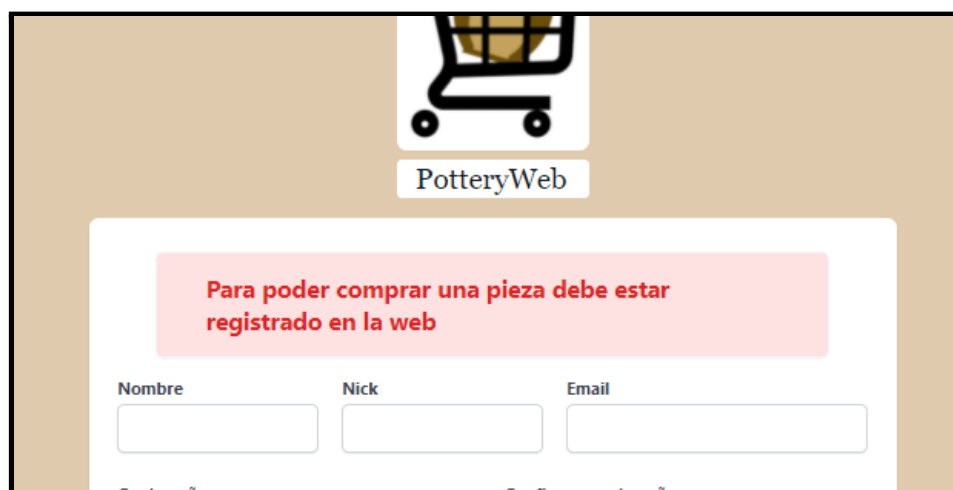 PotteryWeb
Para poder comprar una pieza debe estar
registrado en la web
Nombre Nick Email